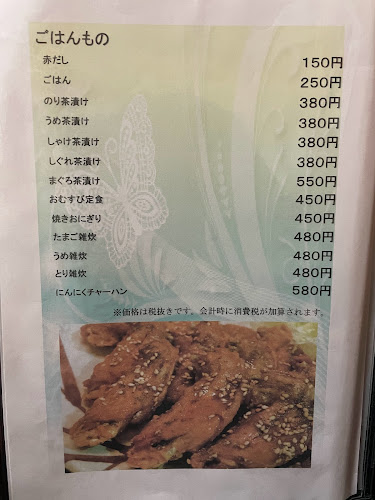 ごはんもの
赤だし 150円
ごはん 250円
のり茶漬け 380円
うめ茶漬け 380円
しゃけ茶漬け 380円
しぐれ茶漬け 380円
まぐろ茶漬け 550円
おむすび定食 450円
焼きおにぎり 450円
たまご雑炊 480円
うめ雑炊 480円
とり雑炊 480円
にんにくチャーハン 580円
※価格は税抜きです。会計時に消費税が加算されます。